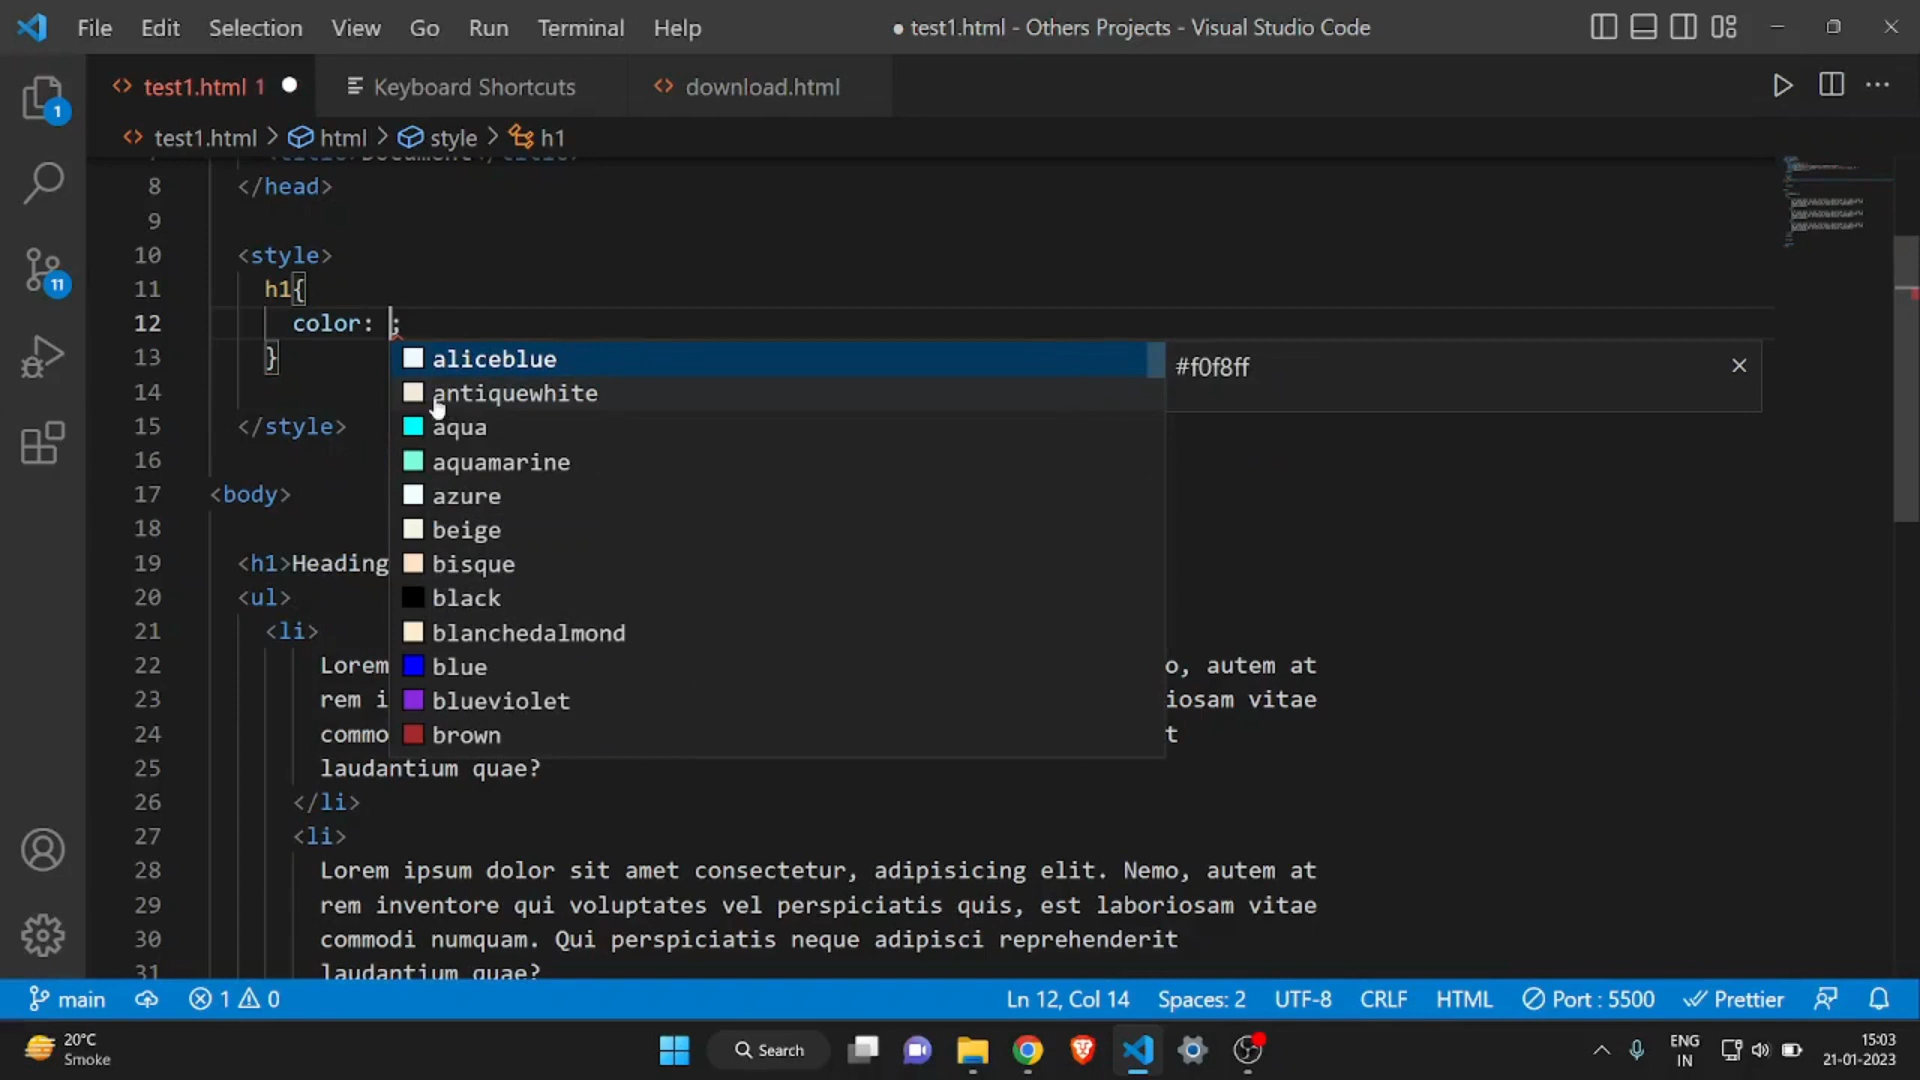 File Edit Selection View Go Run Terminal Help ● test1.html - Others Projects - Visual Studio Code
test1.html 1 Keyboard Shortcuts download.html
test1.html > html > style > h1
1
11
8 </head>
9
10 <style>
11 h1{
12 color: ;
13 }
14
15 </style>
16
17 <body>
18
19 <h1>Heading
20 <ul>
21 <li>
22 Lorem o, autem at
23 rem i iosam vitae
24 commo t
25 laudantium quae?
26 </li>
27 <li>
28 Lorem ipsum dolor sit amet consectetur, adipisicing elit. Nemo, autem at
29 rem inventore qui voluptates vel perspiciatis quis, est laboriosam vitae
30 commodi numquam. Qui perspiciatis neque adipisci reprehenderit
31 laudantium quae?
aliceblue #f0f8ff
antiquewhite
aqua
aquamarine
azure
beige
bisque
black
blanchedalmond
blue
blueviolet
brown
main 1 0 Ln 12, Col 14 Spaces: 2 UTF-8 CRLF HTML Port : 5500 Prettier
20°C
Smoke
Search
ENG
IN
15:03
21-01-2023